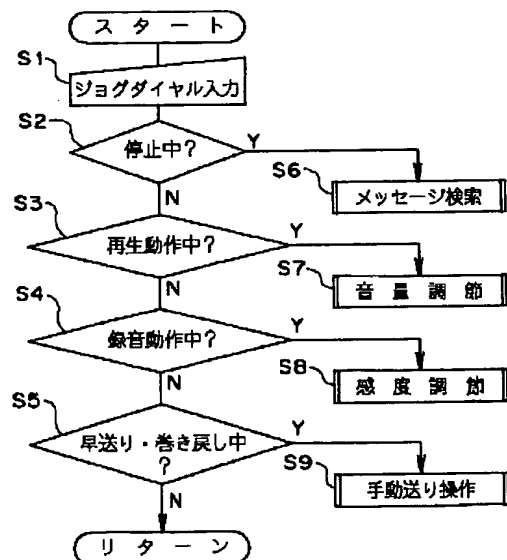 スタート
S1
ジョグダイヤル入力
S2
停止中?
Y
N
S6
メッセージ検索
S3
再生動作中?
Y
N
S7
音量調節
S4
録音動作中?
Y
N
S8
感度調節
S5
早送り・巻き戻し中
?
Y
N
S9
手動送り操作
リターン